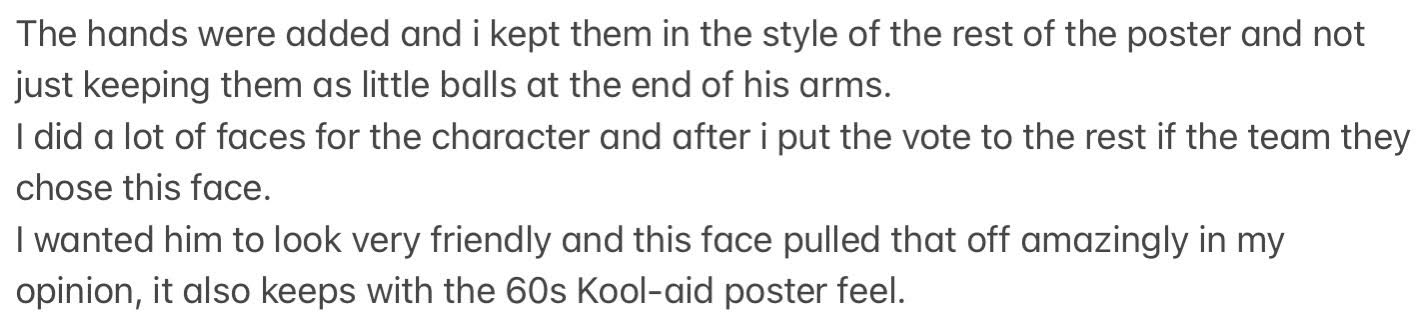 The hands were added and i kept them in the style of the rest of the poster and not
just keeping them as little balls at the end of his arms.
I did a lot of faces for the character and after i put the vote to the rest if the team they
chose this face.
I wanted him to look very friendly and this face pulled that off amazingly in my
opinion, it also keeps with the 60s Kool-aid poster feel.